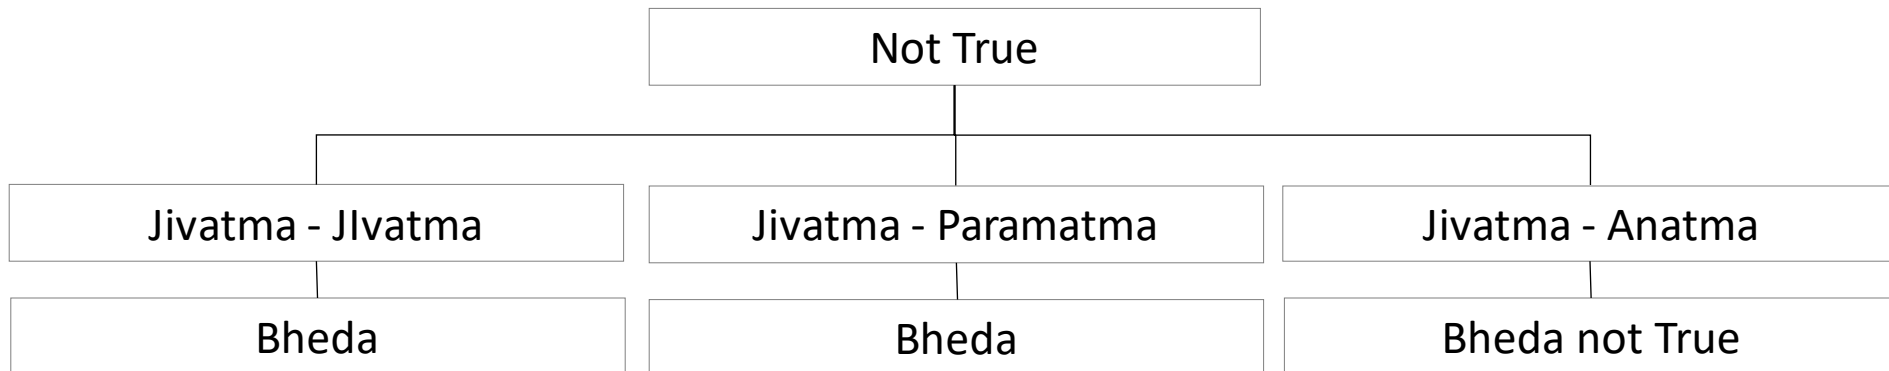 Not True
Jivatma - JIvatma
Jivatma - Paramatma
Jivatma - Anatma
Bheda
Bheda
Bheda not True